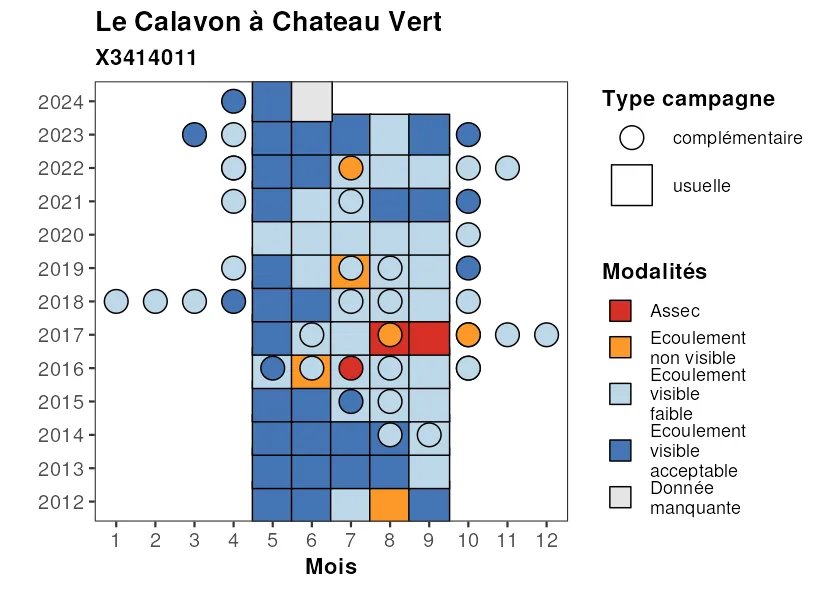 Le Calavon à Chateau Vert
X3414011
2024
2023
2022
2021
2020
2019
2018
2017
2016
2015
2014
2013
2012
1 2 3 4 5 6 7 8 9 10 11 12
Mois
Type campagne
complémentaire
usuelle
Modalités
Assec
Ecoulement
non visible
Ecoulement
visible
faible
Ecoulement
visible
acceptable
Donnée
manquante